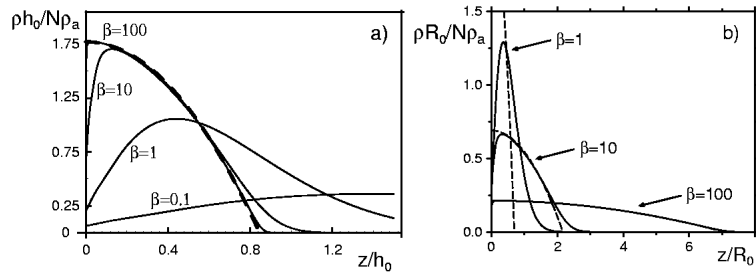 ρh₀/Nρₐ
a)
1.75
1.25
0.75
0.25
0
β=100
β=10
β=1
β=0,1
0 0.4 0.8 1.2
z/h₀
ρR₀/Nρₐ
b)
1.5
1.0
0.5
0.0
β=1
β=10
β=100
0 2 4 6 8
z/R₀